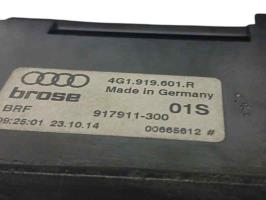 4G1.919.601.R
Made in Germany
brose
917911-300 01S
BRF
09:25:01 23.10.14 00665612 #